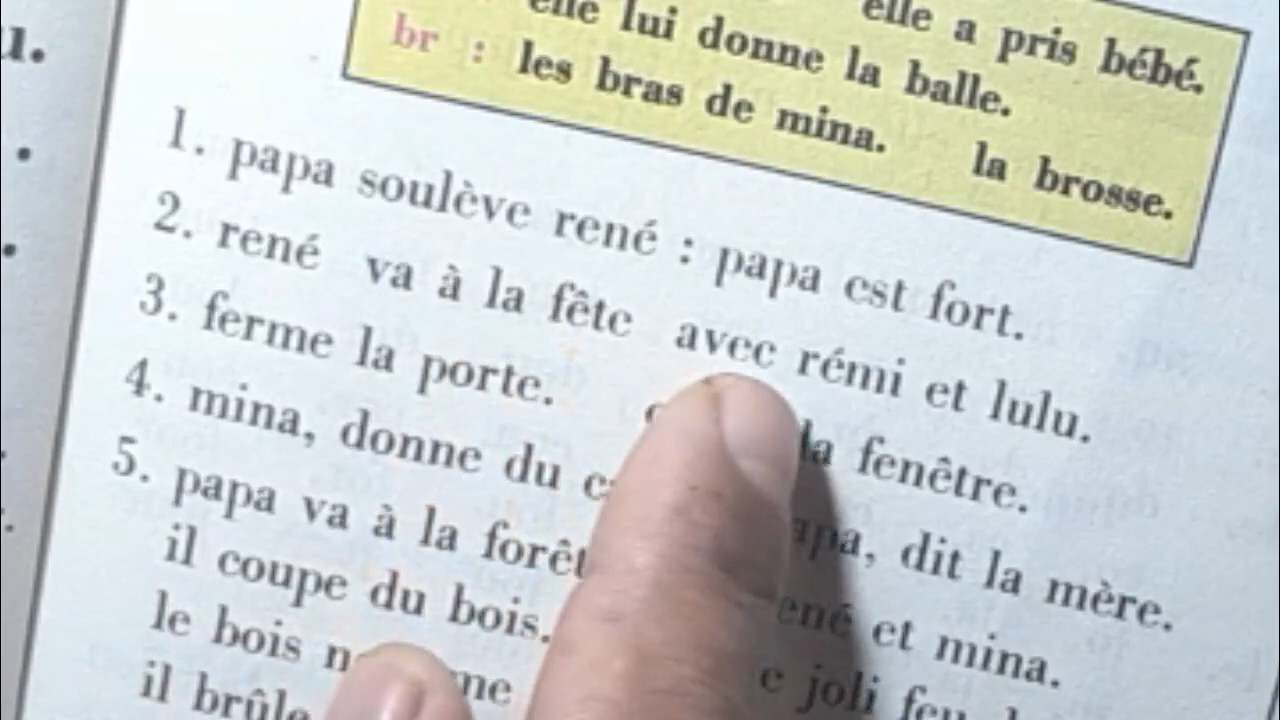 u.
elle a pris bébé.
elle lui donne la balle.
br : les bras de mina. la brosse.
1. papa soulève rené : papa est fort.
2. rené va à la fête avec rémi et lulu.
3. ferme la porte. la fenêtre.
4. mina, donne du dit la mère.
5. papa va à la et mina.
il coupe du bois.
le bois joli feu
il brûle